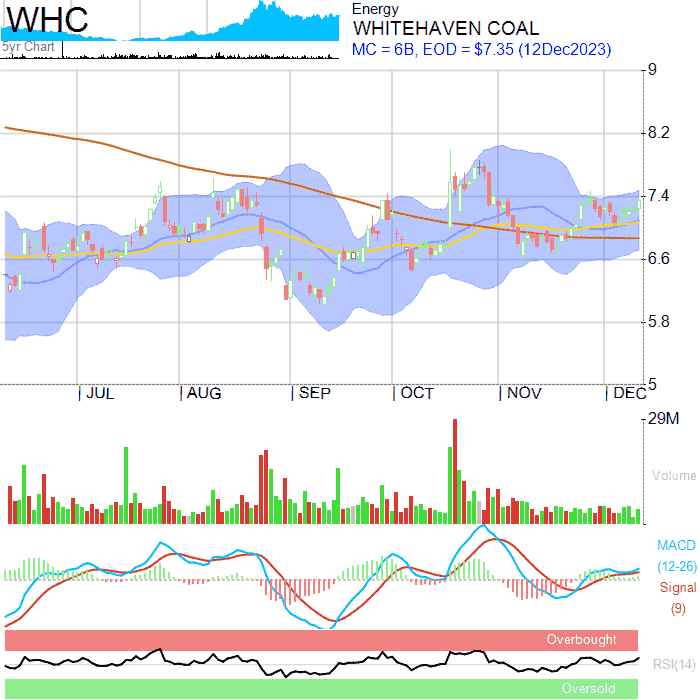 WHC
5yr Chart
Energy
WHITEHAVEN COAL
MC = 6B, EOD = $7.35 (12Dec2023)
9
8.2
7.4
6.6
5.8
5
JUL AUG SEP OCT NOV DEC
29M
Volume
MACD
(12-26)
Signal
(9)
Overbought
RSI(14)
Oversold